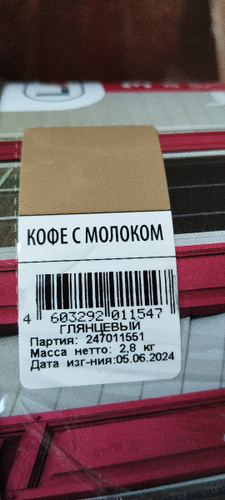 КОФЕ С МОЛОКОМ
4 603292 011547
ГЛЯНЦЕВЫЙ
Партия: 247011551
Масса нетто: 2,8 кг
Дата изг-ния:05.06.2024